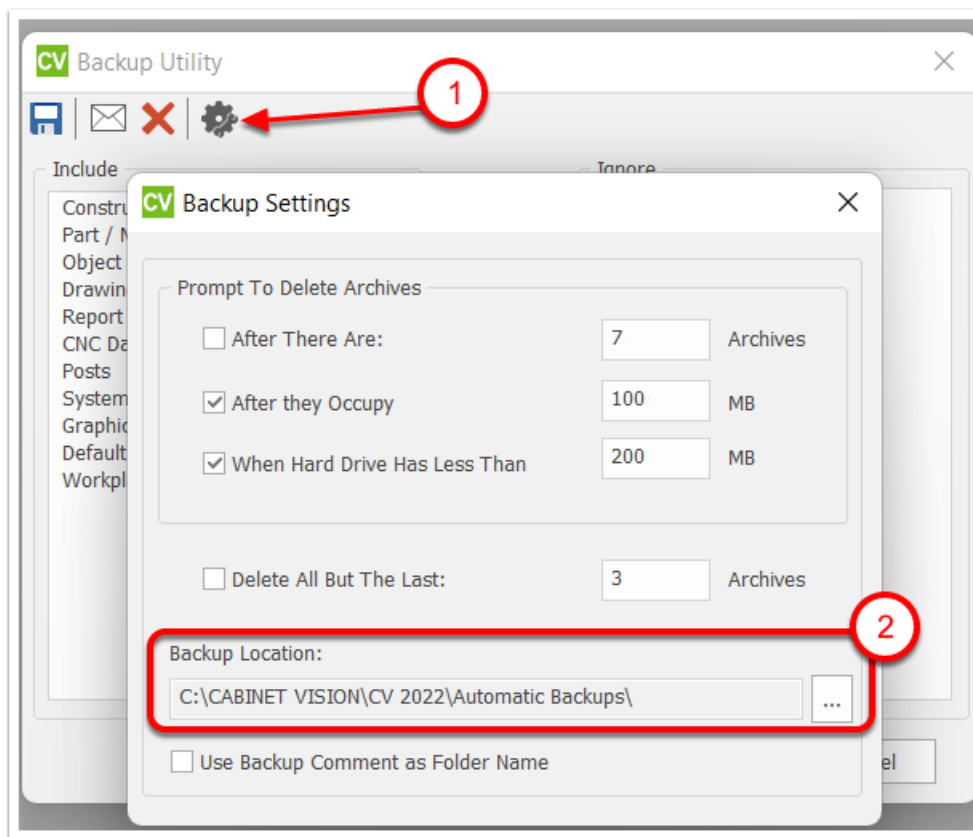 CV Backup Utility
1
Include
Ignore
Constru
Part / M
Object
Drawin
Report
CNC Da
Posts
System
Graphic
Default
Workpl
CV Backup Settings
Prompt To Delete Archives
After There Are: 7 Archives
After they Occupy 100 MB
When Hard Drive Has Less Than 200 MB
Delete All But The Last: 3 Archives
2
Backup Location:
C:\CABINET VISION\CV 2022\Automatic Backups\ ...
Use Backup Comment as Folder Name
el